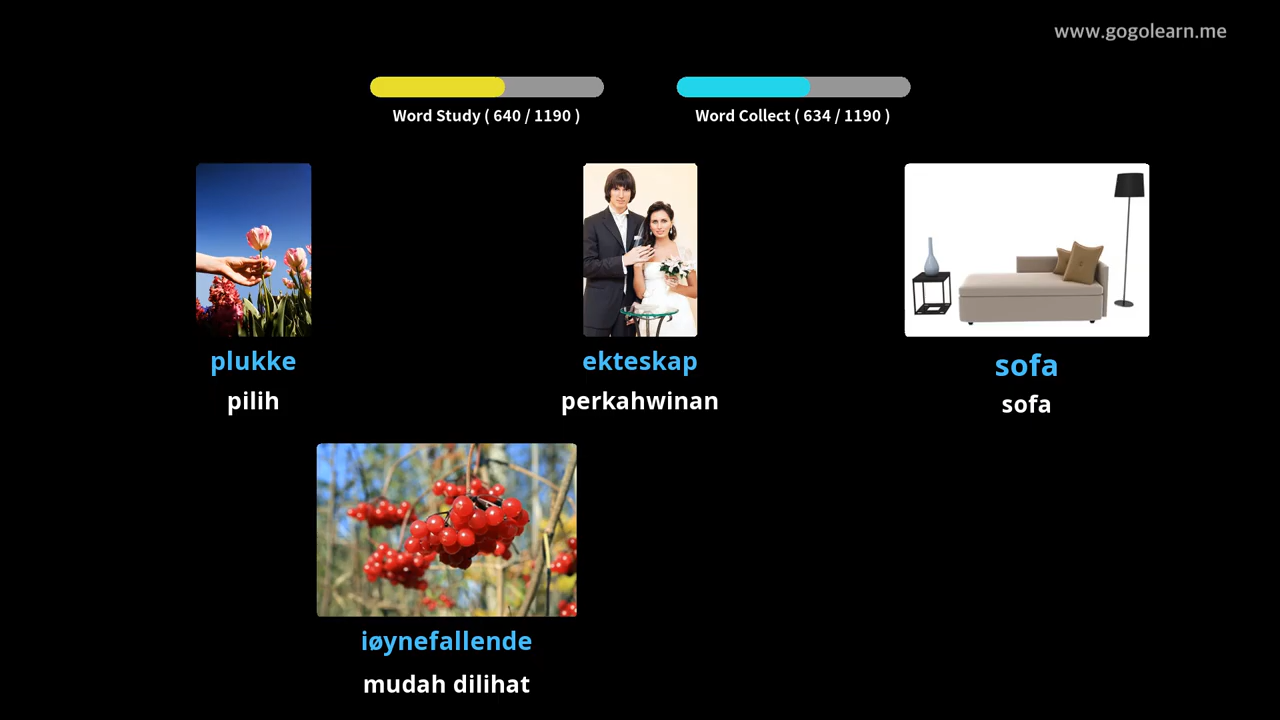 www.gogolearn.me
Word Study ( 640 / 1190 )
Word Collect ( 634 / 1190 )
plukke
pilih
ekteskap
perkahwinan
sofa
sofa
iøynefallende
mudah dilihat